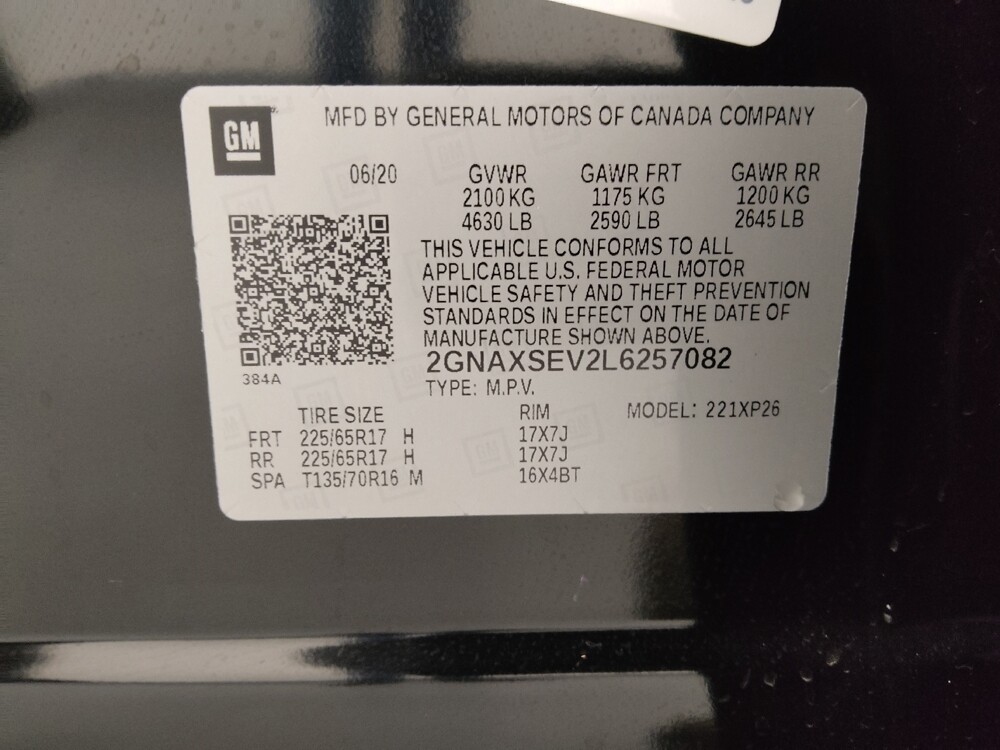 GM
MFD BY GENERAL MOTORS OF CANADA COMPANY
06/20 GVWR GAWR FRT GAWR RR
2100 KG 1175 KG 1200 KG
4630 LB 2590 LB 2645 LB
THIS VEHICLE CONFORMS TO ALL
APPLICABLE U.S. FEDERAL MOTOR
VEHICLE SAFETY AND THEFT PREVENTION
STANDARDS IN EFFECT ON THE DATE OF
MANUFACTURE SHOWN ABOVE.
2GNAXSEV2L6257082
384A
TYPE: M.P.V.
TIRE SIZE RIM MODEL: 221XP26
FRT 225/65R17 H 17X7J
RR 225/65R17 H 17X7J
SPA T135/70R16 M 16X4BT